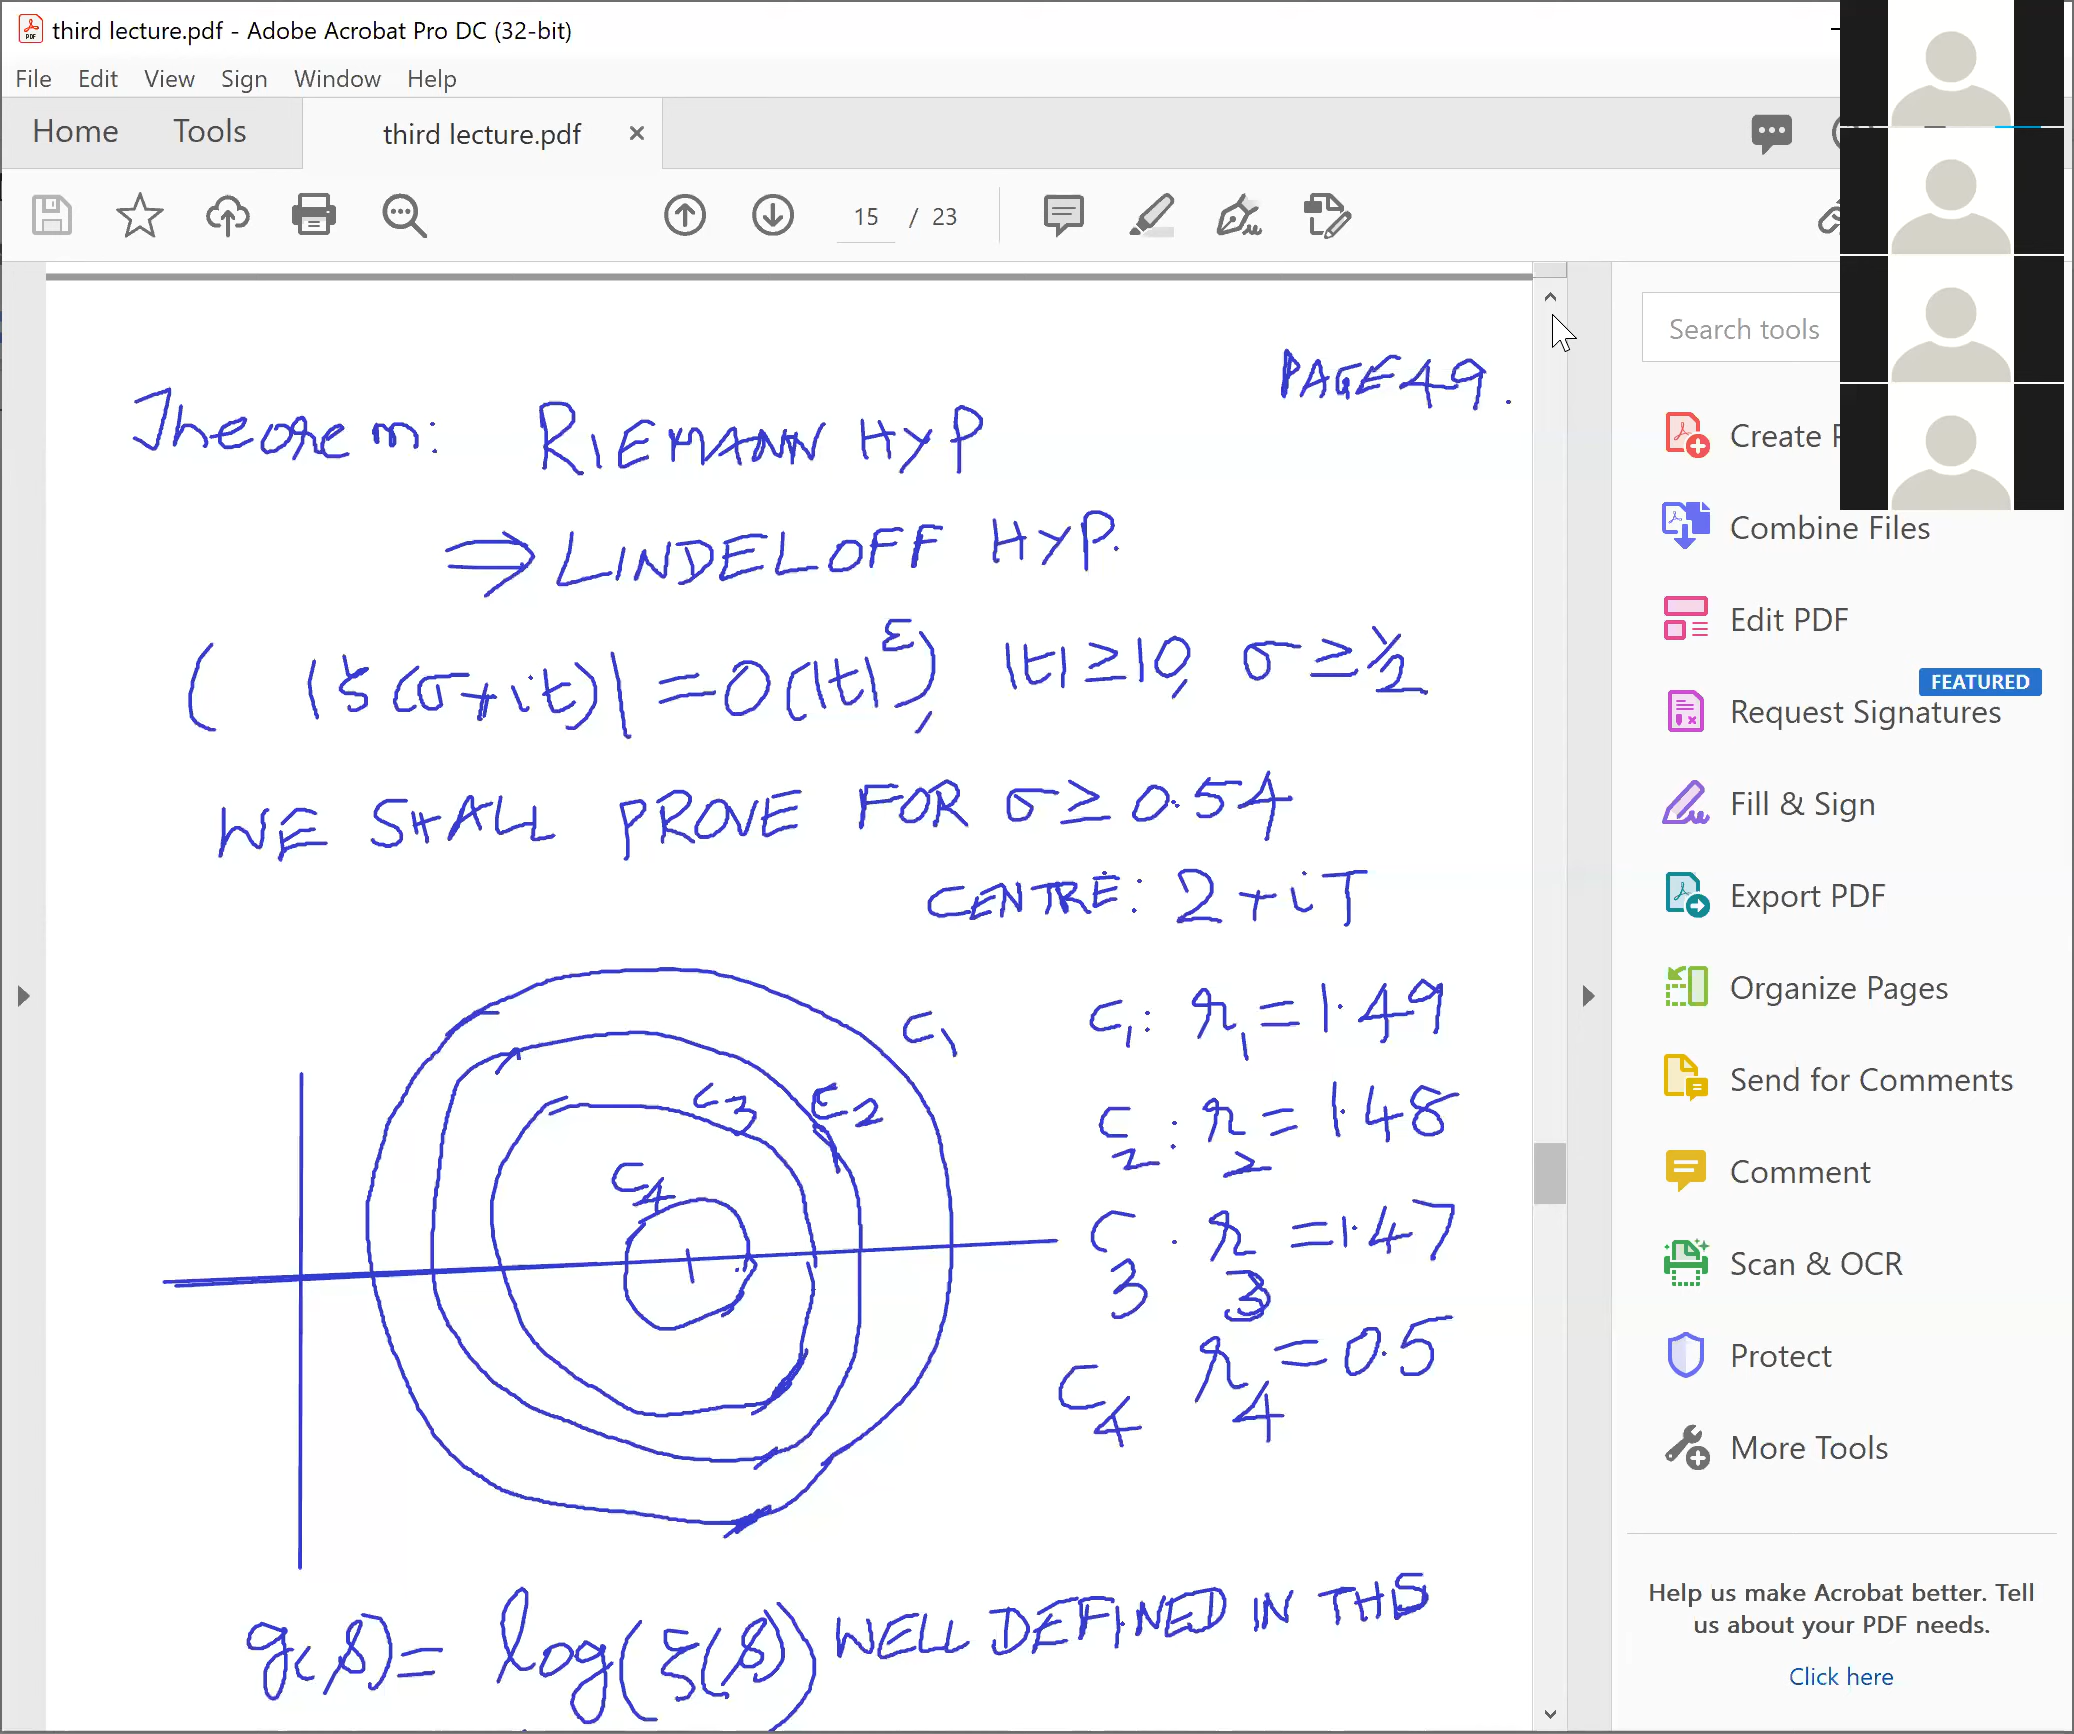 third lecture.pdf - Adobe Acrobat Pro DC (32-bit)
File Edit View Sign Window Help
Home Tools third lecture.pdf ×
15 / 23
Search tools
PAGE 49.
Theorem: RIEMANN HYP
⇒ LINDELOFF HYP.
( |ζ(σ+it)| = O(|t|^ε), |t| ≥ 10, σ ≥ 1/2
WE SHALL PROVE FOR σ ≥ 0.54
CENTRE: 2+iT
C1
C3 C2
C4
C1: r1 = 1.49
C2: r2 = 1.48
C3. r3 = 1.47
C4 r4 = 0.5
g(s) = log(ζ(s)) WELL DEFINED IN THIS
Create
Combine Files
Edit PDF
FEATURED
Request Signatures
Fill & Sign
Export PDF
Organize Pages
Send for Comments
Comment
Scan & OCR
Protect
More Tools
Help us make Acrobat better. Tell
us about your PDF needs.
Click here